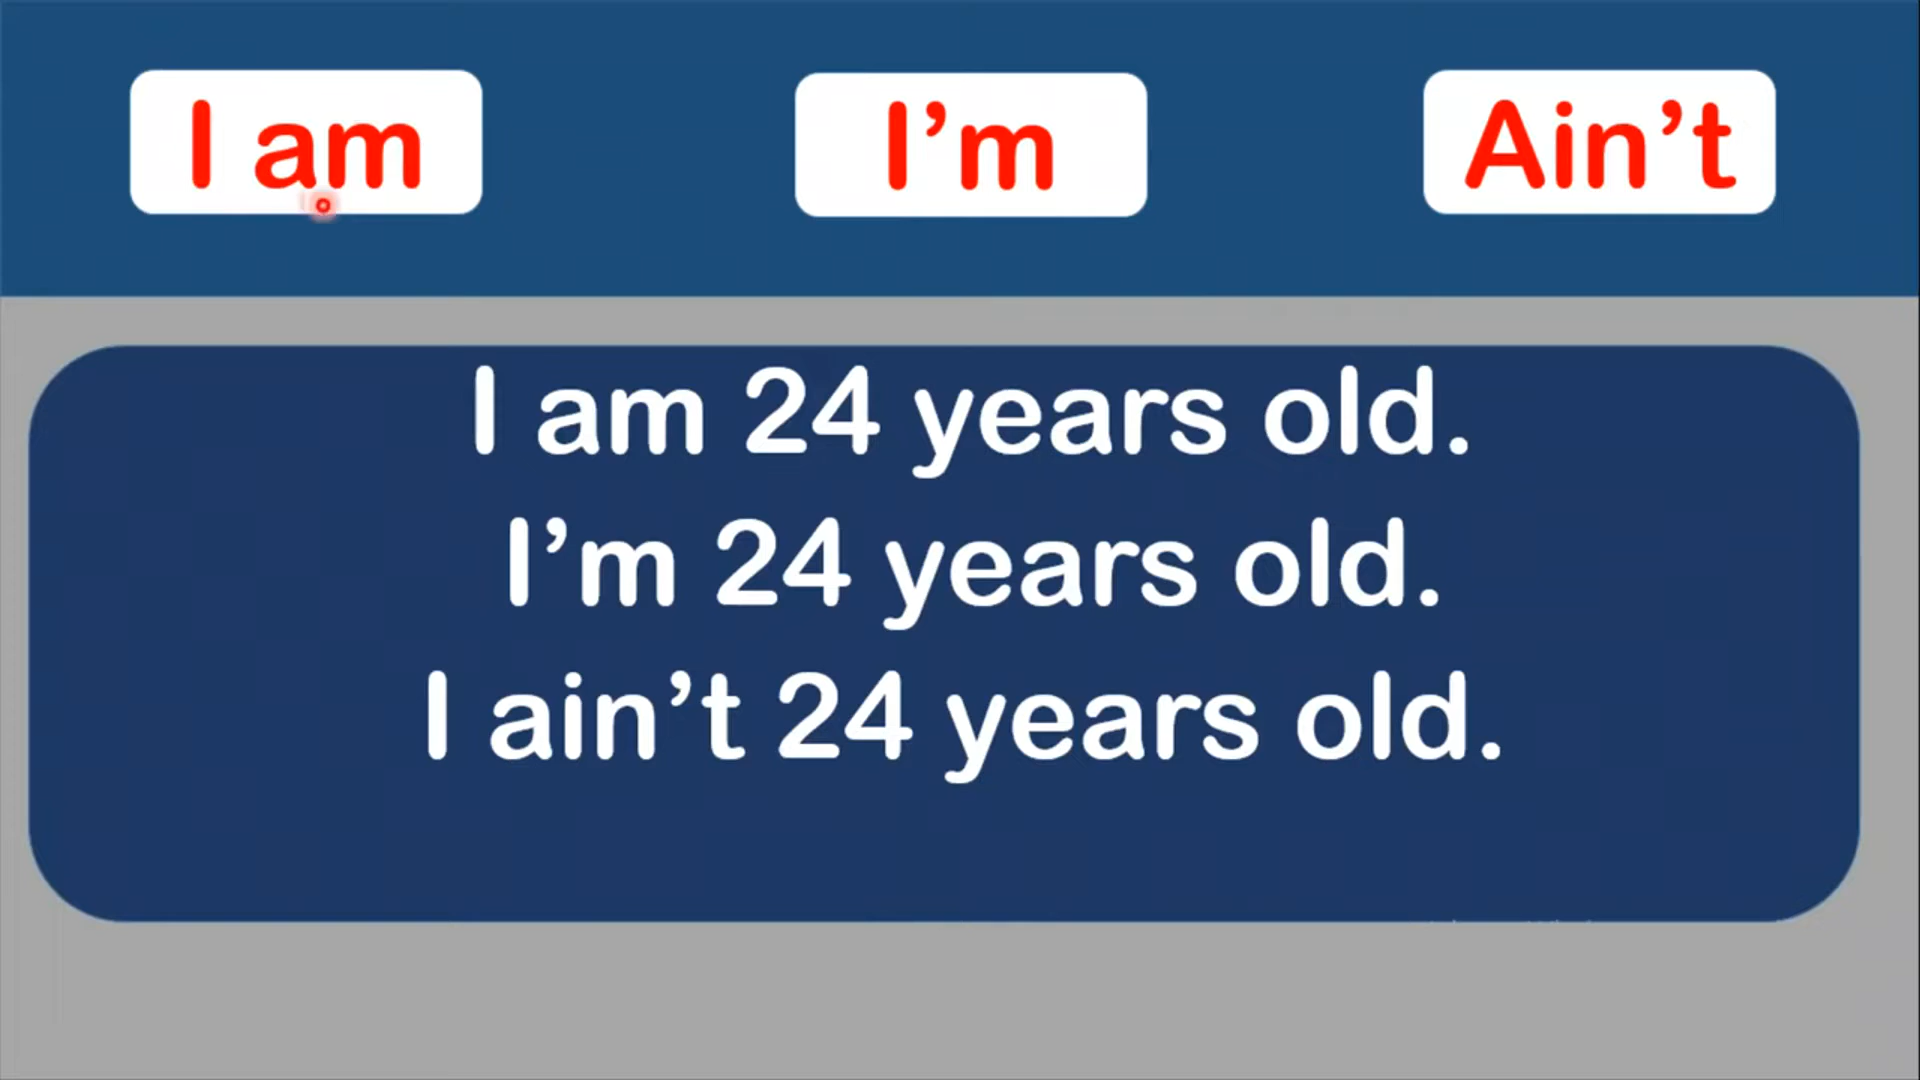 I am
I’m
Ain’t
I am 24 years old.
I’m 24 years old.
I ain’t 24 years old.